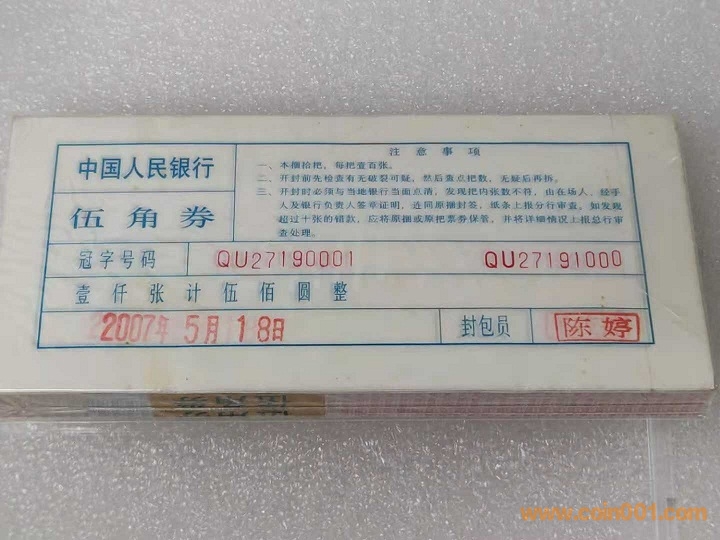 中国人民银行
伍角券
注意事项
一、本捆拾把，每把壹百张。
二、开封前先检查有无破裂可疑，然后查点把数，无疑后再拆。
三、开封时必须与当地银行当面点清，发现把内张数不符，由在场人、经手
人及银行负责人签章证明，连同原捆封签，纸条上报分行审查。如发现
超过十张的错款，应将原捆或原把票券保管，并将详细情况上报总行审
查处理。
冠字号码 QU27190001 QU27191000
壹仟张计伍佰圆整
2007年5月18日 封包员 陈婷
www.coin001.com